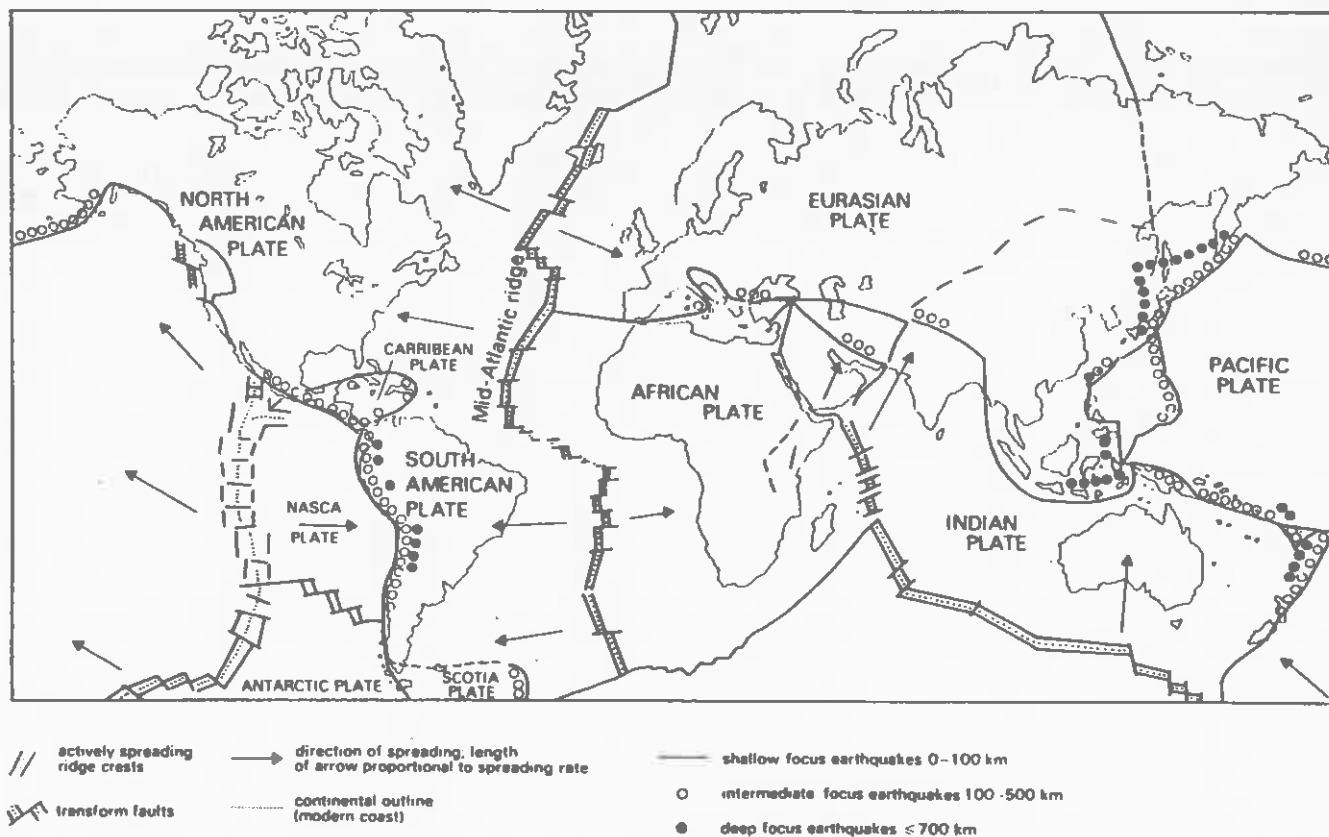 NORTH
AMERICAN
PLATE
EURASIAN
PLATE
Mid-Atlantic ridge
CARRIBEAN
PLATE
PACIFIC
PLATE
AFRICAN
PLATE
SOUTH
AMERICAN
PLATE
NASCA
PLATE
INDIAN
PLATE
ANTARCTIC PLATE
SCOTIA
PLATE
actively spreading
ridge crests
direction of spreading; length
of arrow proportional to spreading rate
shallow focus earthquakes 0-100 km
transform faults
continental outline
(modern coast)
intermediate focus earthquakes 100-500 km
deep focus earthquakes ≤700 km